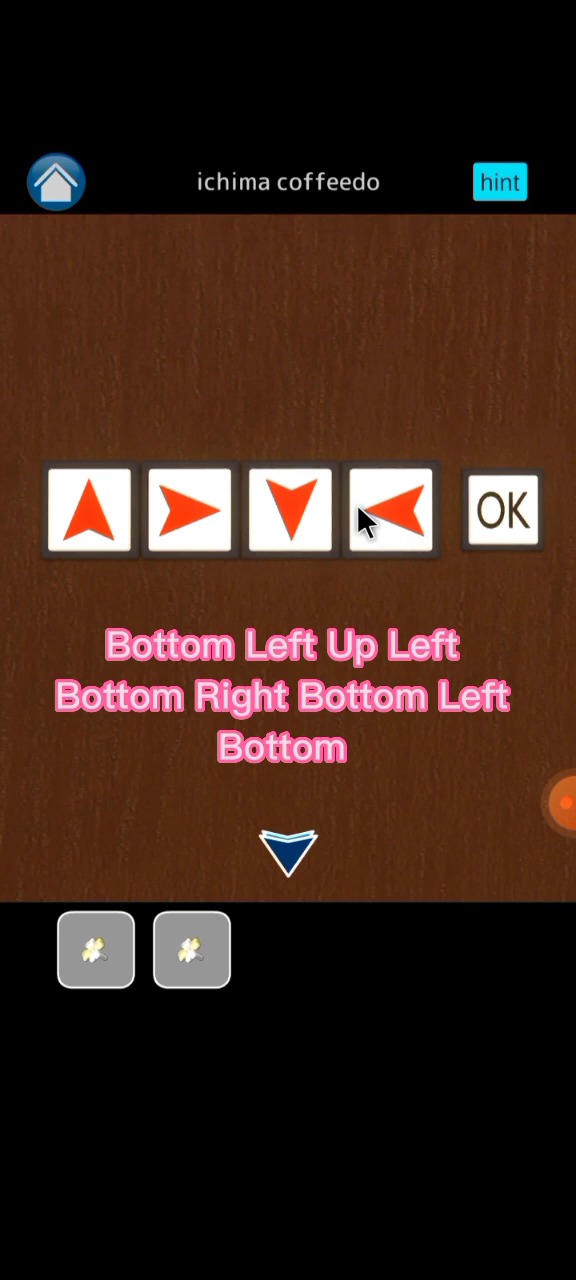 ichima coffeedo
hint
OK
Bottom Left Up Left
Bottom Right Bottom Left
Bottom